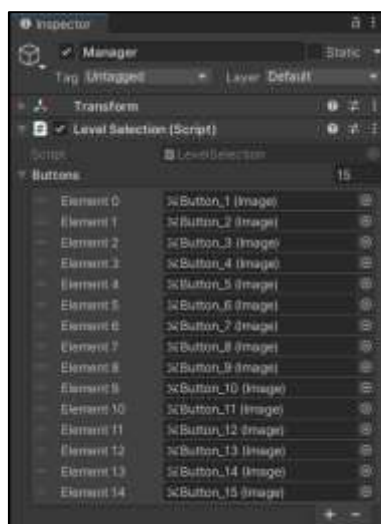 Inspector
Manager Static
Tag Untagged Layer Default
Transform
Level Selection (Script)
Script LevelSelection
Buttons 15
Element 0 Button_1 (Image)
Element 1 Button_2 (Image)
Element 2 Button_3 (Image)
Element 3 Button_4 (Image)
Element 4 Button_5 (Image)
Element 5 Button_6 (Image)
Element 6 Button_7 (Image)
Element 7 Button_8 (Image)
Element 8 Button_9 (Image)
Element 9 Button_10 (Image)
Element 10 Button_11 (Image)
Element 11 Button_12 (Image)
Element 12 Button_13 (Image)
Element 13 Button_14 (Image)
Element 14 Button_15 (Image)